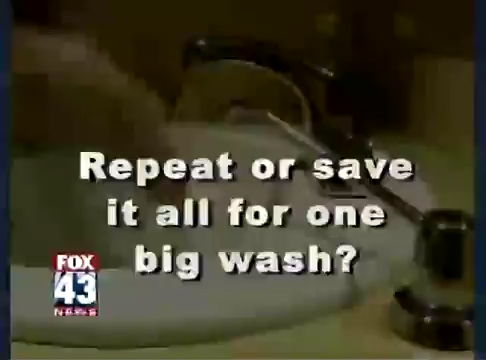 Repeat or save
it all for one
big wash?
FOX
43
NEWS